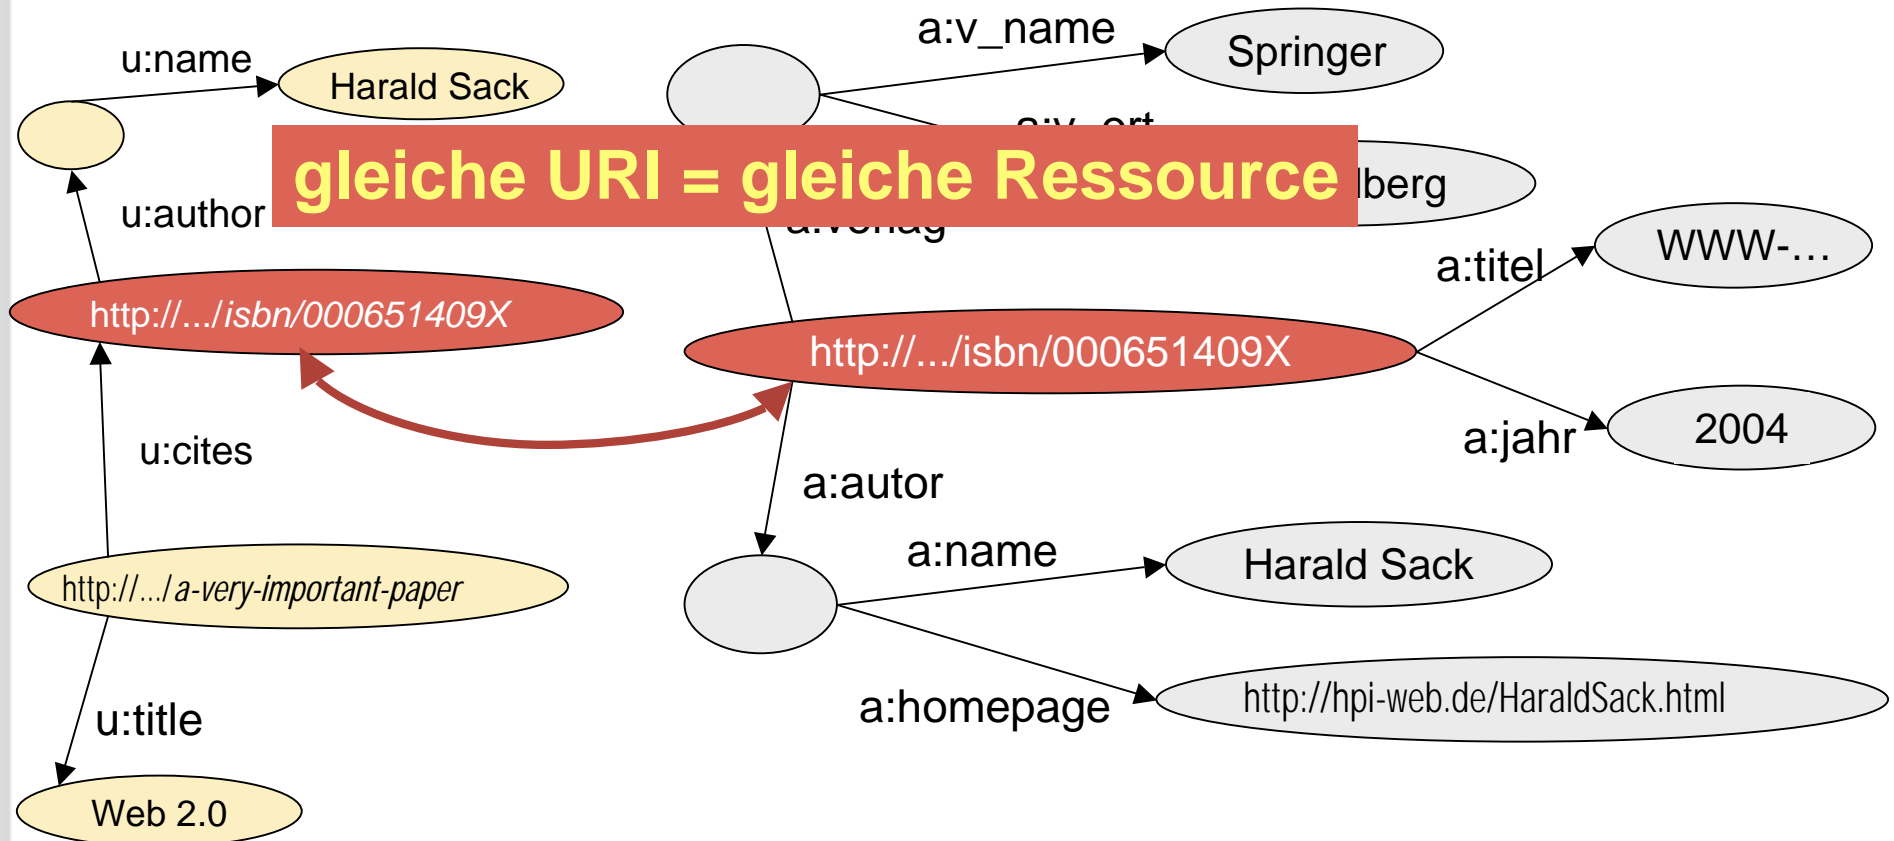 a:v_name
Springer
u:name
Harald Sack
gleiche URI = gleiche Ressource
lberg
u:author
WWW-...
a:titel
http://.../isbn/000651409X
http://.../isbn/000651409X
2004
a:jahr
u:cites
a:autor
a:name
Harald Sack
http://.../a-very-important-paper
http://hpi-web.de/HaraldSack.html
a:homepage
u:title
Web 2.0